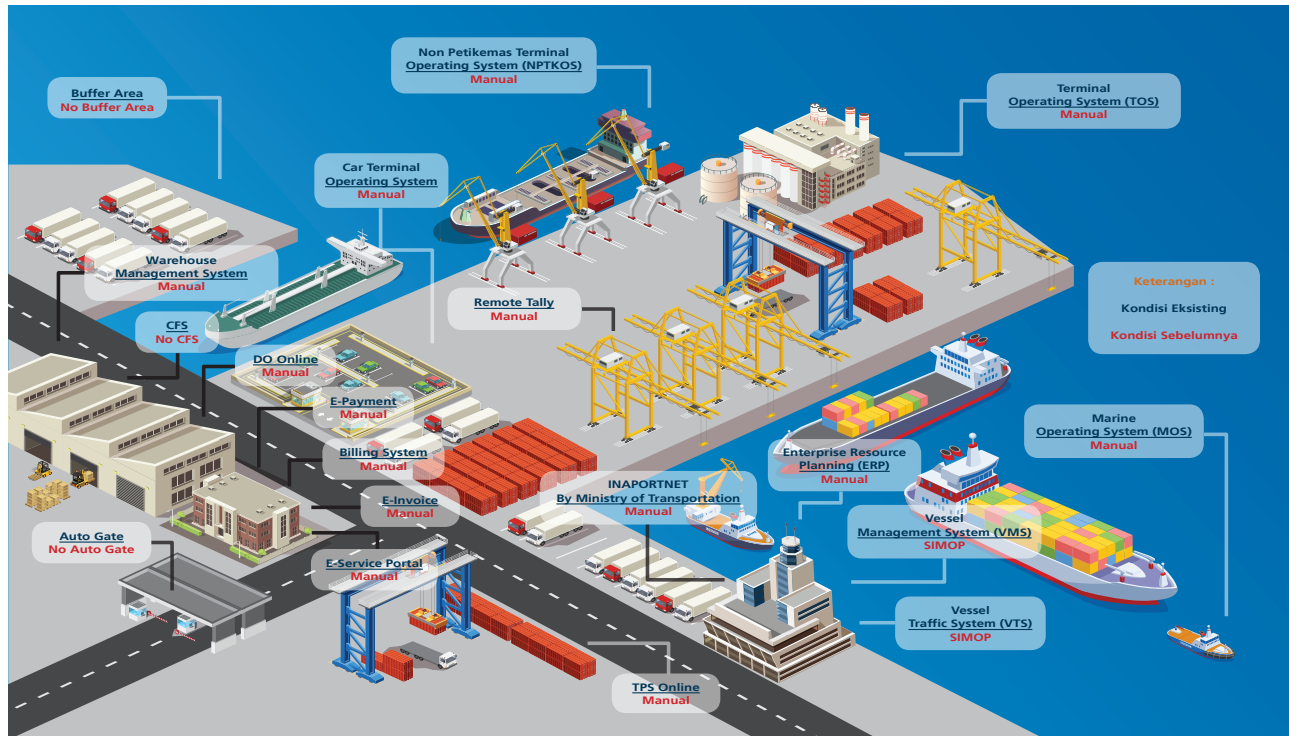 Non Petikemas Terminal
Operating System (NPTKOS)
Manual
Buffer Area
No Buffer Area
Terminal
Operating System (TOS)
Manual
Car Terminal
Operating System
Manual
Warehouse
Management System
Manual
Remote Tally
Manual
Keterangan :
Kondisi Eksisting
Kondisi Sebelumnya
CFS
No CFS
DO Online
Manual
E-Payment
Manual
Marine
Operating System (MOS)
Manual
Billing System
Manual
Enterprise Resource
Planning (ERP)
Manual
INAPORTNET
By Ministry of Transportation
Manual
E-Invoice
Manual
Vessel
Management System (VMS)
SIMOP
Auto Gate
No Auto Gate
E-Service Portal
Manual
Vessel
Traffic System (VTS)
SIMOP
TPS Online
Manual